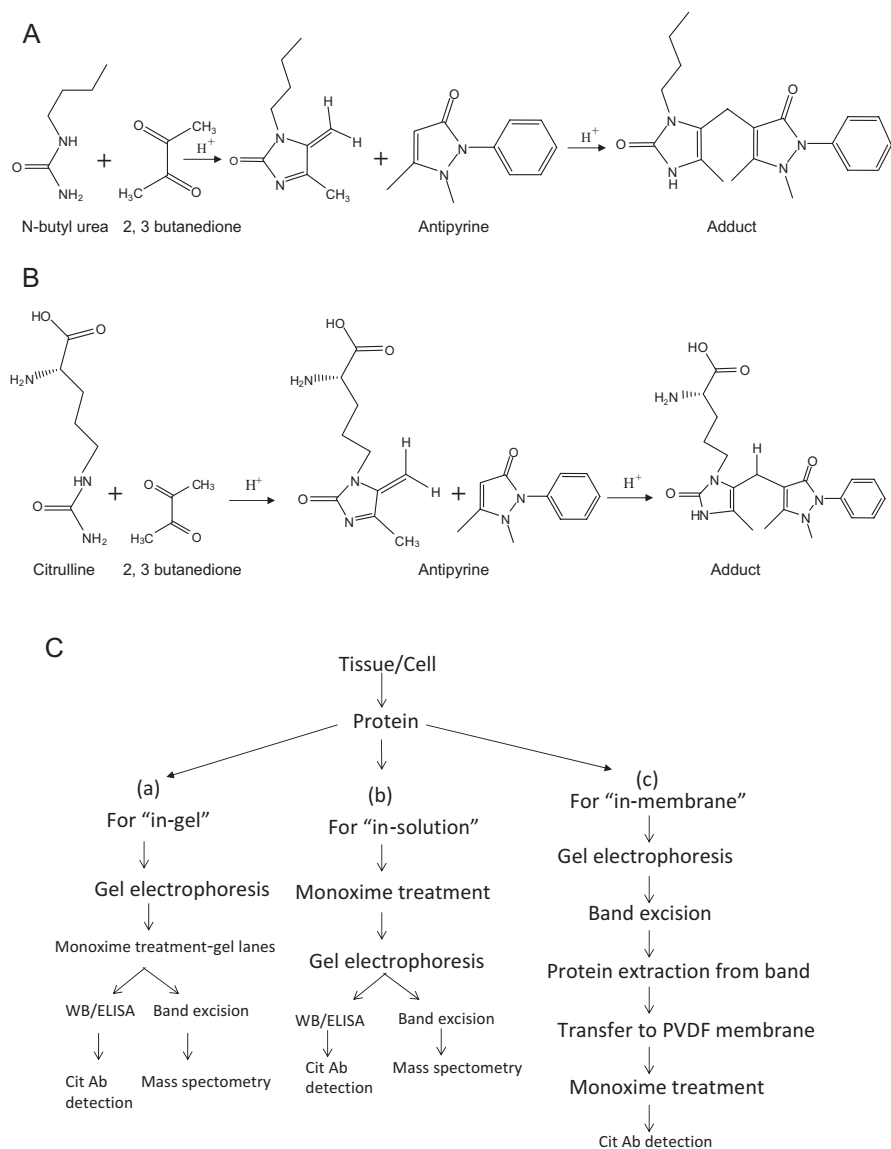 A
NH
O
NH₂
N-butyl urea
+
O
CH₃
H₃C
O
2, 3 butanedione
H⁺
N
O
N
H
H
CH₃
+
O
N
N
Antipyrine
H⁺
N
O
N
H
O
N
N
Adduct
B
HO
O
H₂N
NH
O
NH₂
Citrulline
+
O
CH₃
H₃C
O
2, 3 butanedione
H⁺
HO
O
H₂N
N
O
N
H
H
CH₃
+
O
N
N
Antipyrine
H⁺
HO
O
H₂N
H
N
O
HN
O
N
N
Adduct
C
Tissue/Cell
Protein
(a)
For “in-gel”
Gel electrophoresis
Monoxime treatment-gel lanes
WB/ELISA
Band excision
Cit Ab
detection
Mass spectometry
(b)
For “in-solution”
Monoxime treatment
Gel electrophoresis
WB/ELISA
Band excision
Cit Ab
detection
Mass spectometry
(c)
For “in-membrane”
Gel electrophoresis
Band excision
Protein extraction from band
Transfer to PVDF membrane
Monoxime treatment
Cit Ab detection